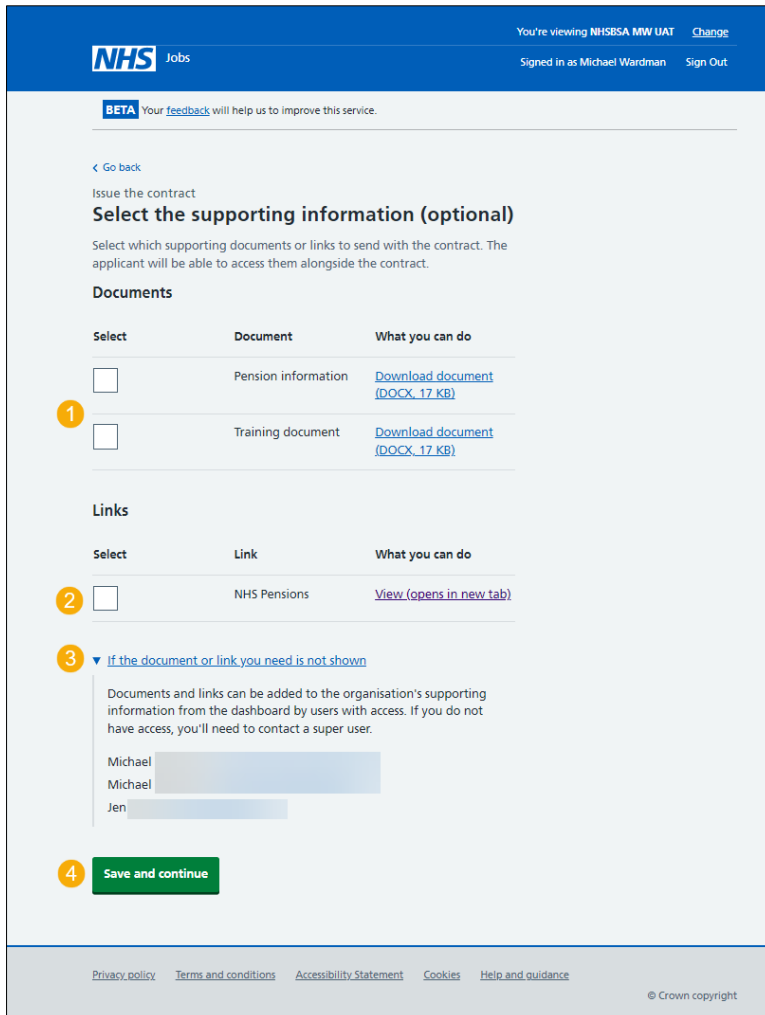 You're viewing NHSBSA MW UAT Change
NHS Jobs
Signed in as Michael Wardman Sign Out
BETA Your feedback will help us to improve this service.
Go back
Issue the contract
Select the supporting information (optional)
Select which supporting documents or links to send with the contract. The
applicant will be able to access them alongside the contract.
Documents
Select Document What you can do
Pension information Download document
(DOCX, 17 KB)
1
Training document Download document
(DOCX, 17 KB)
Links
Select Link What you can do
2 NHS Pensions View (opens in new tab)
3 ▼ If the document or link you need is not shown
Documents and links can be added to the organisation's supporting
information from the dashboard by users with access. If you do not
have access, you'll need to contact a super user.
Michael
Michael
Jen
4 Save and continue
Privacy policy Terms and conditions Accessibility Statement Cookies Help and guidance
© Crown copyright